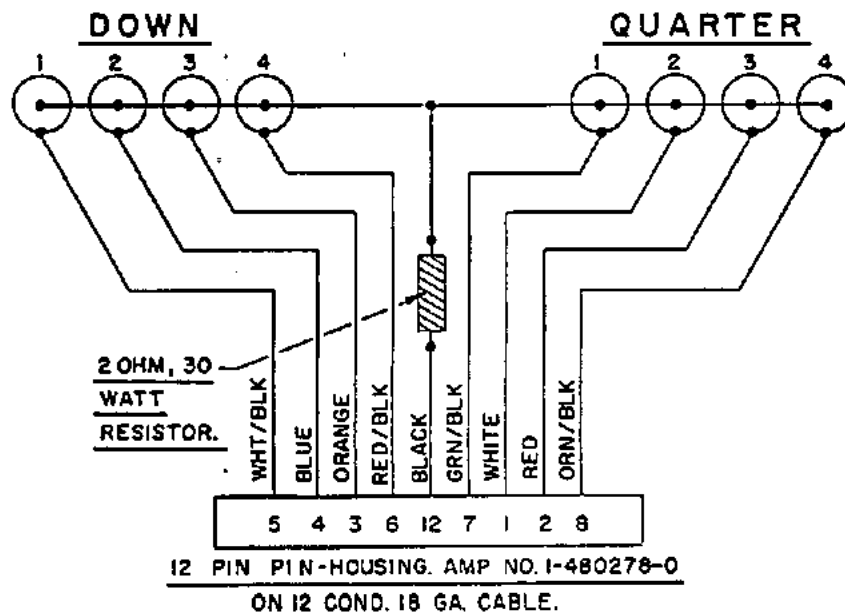 DOWN
QUARTER
1 2 3 4
1 2 3 4
2 OHM, 30
WATT
RESISTOR.
WHT/BLK
BLUE
ORANGE
RED/BLK
BLACK
GRN/BLK
WHITE
RED
ORN/BLK
5 4 3 6 12 7 1 2 8
12 PIN PIN-HOUSING. AMP NO. 1-480278-0
ON 12 COND. 18 GA. CABLE.